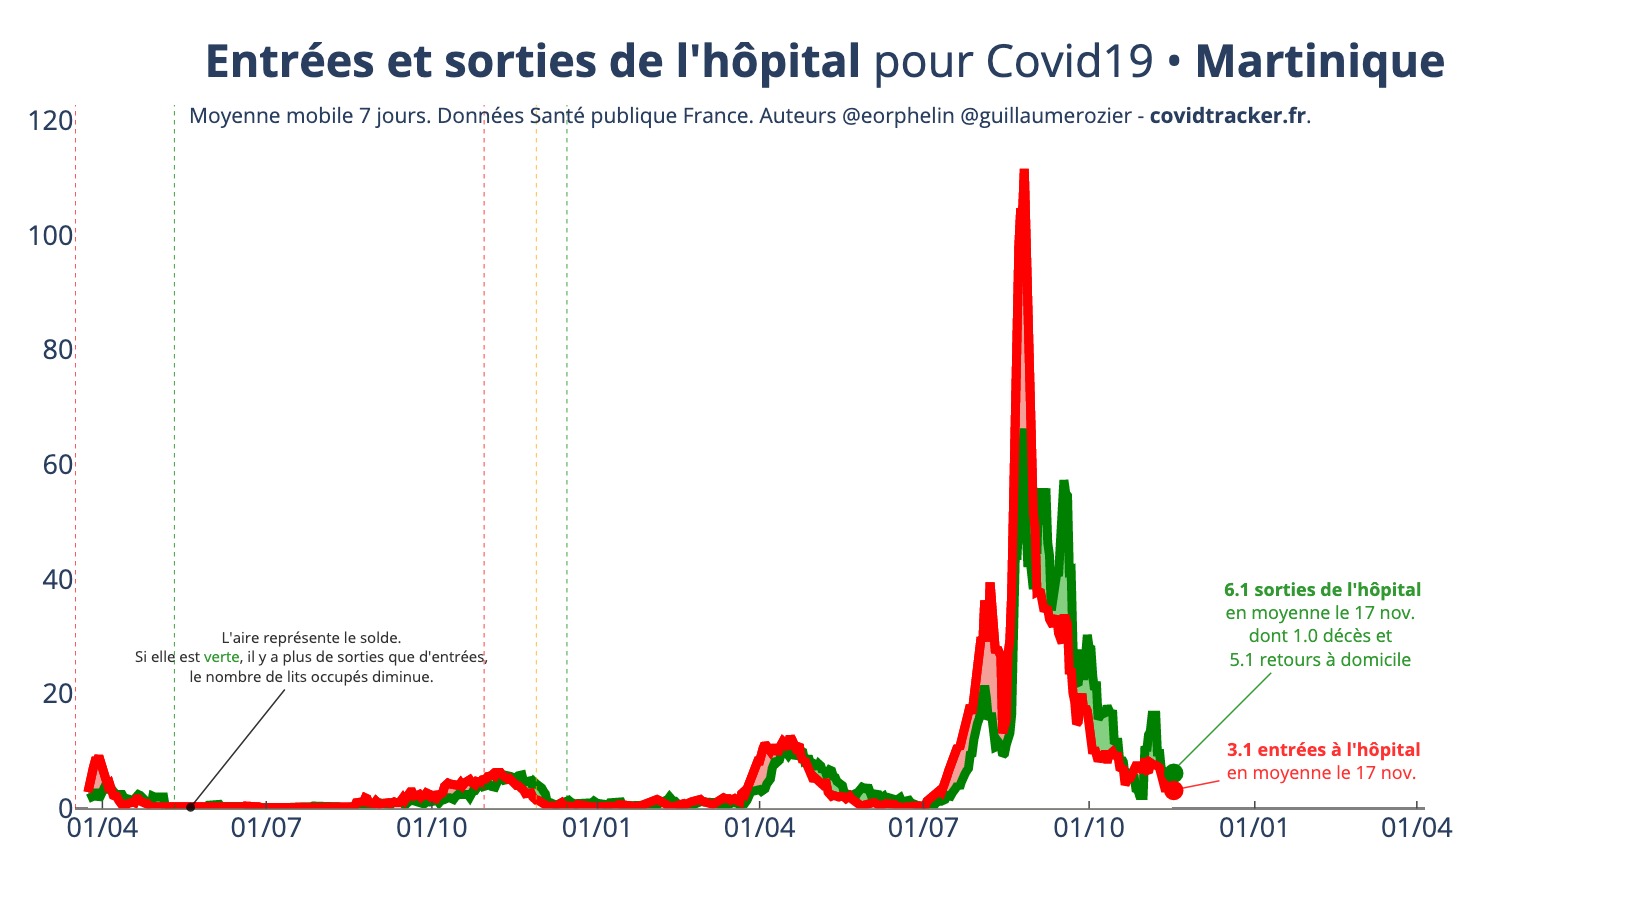 Entrées et sorties de l'hôpital pour Covid19 • Martinique
Moyenne mobile 7 jours. Données Santé publique France. Auteurs @eorphelin @guillaumerozier - covidtracker.fr.
120
100
80
60
40
20
0
L'aire représente le solde.
Si elle est verte, il y a plus de sorties que d'entrées,
le nombre de lits occupés diminue.
6.1 sorties de l'hôpital
en moyenne le 17 nov.
dont 1.0 décès et
5.1 retours à domicile
3.1 entrées à l'hôpital
en moyenne le 17 nov.
01/04 01/07 01/10 01/01 01/04 01/07 01/10 01/01 01/04